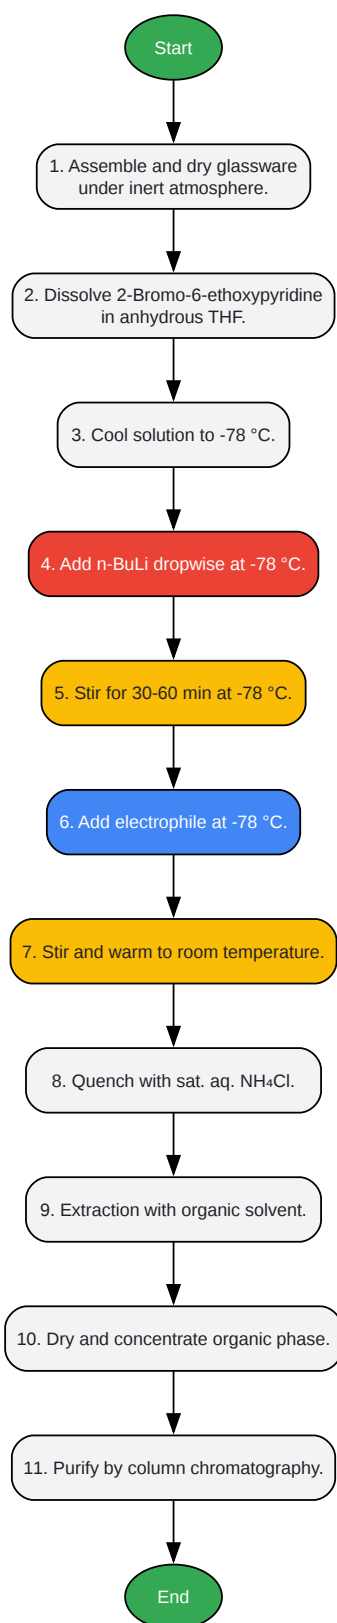 Start
1. Assemble and dry glassware
under inert atmosphere.
2. Dissolve 2-Bromo-6-ethoxypyridine
in anhydrous THF.
3. Cool solution to -78 °C.
4. Add n-BuLi dropwise at -78 °C.
5. Stir for 30-60 min at -78 °C.
6. Add electrophile at -78 °C.
7. Stir and warm to room temperature.
8. Quench with sat. aq. NH₄Cl.
9. Extraction with organic solvent.
10. Dry and concentrate organic phase.
11. Purify by column chromatography.
End